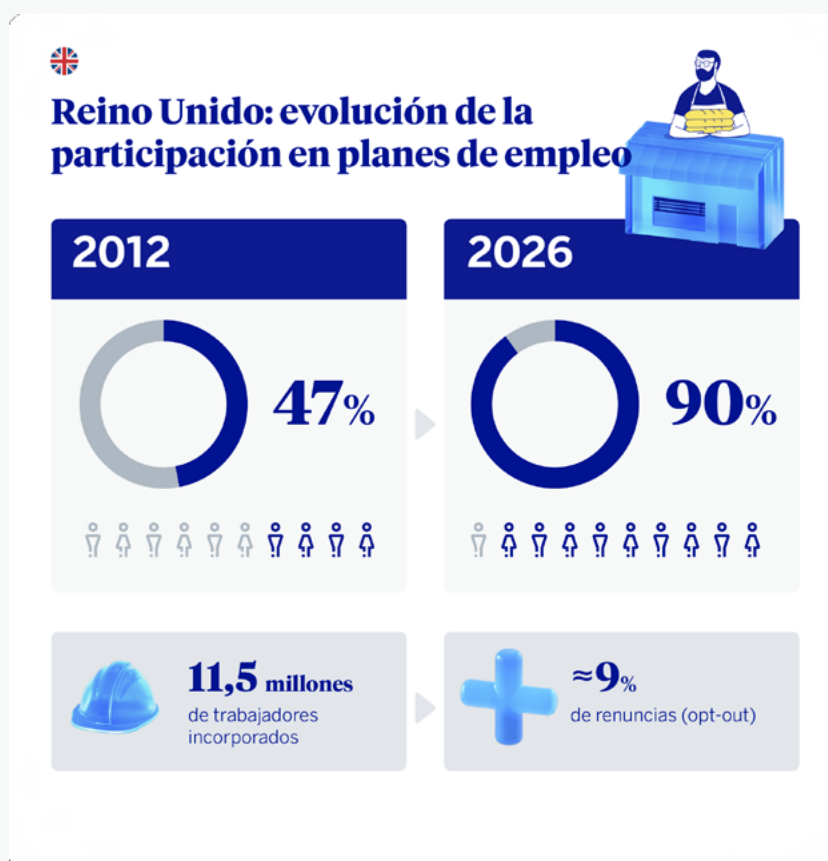 Reino Unido: evolución de la
participación en planes de empleo
2012
2026
47%
90%
11,5 millones
de trabajadores
incorporados
≈9%
de renuncias (opt-out)